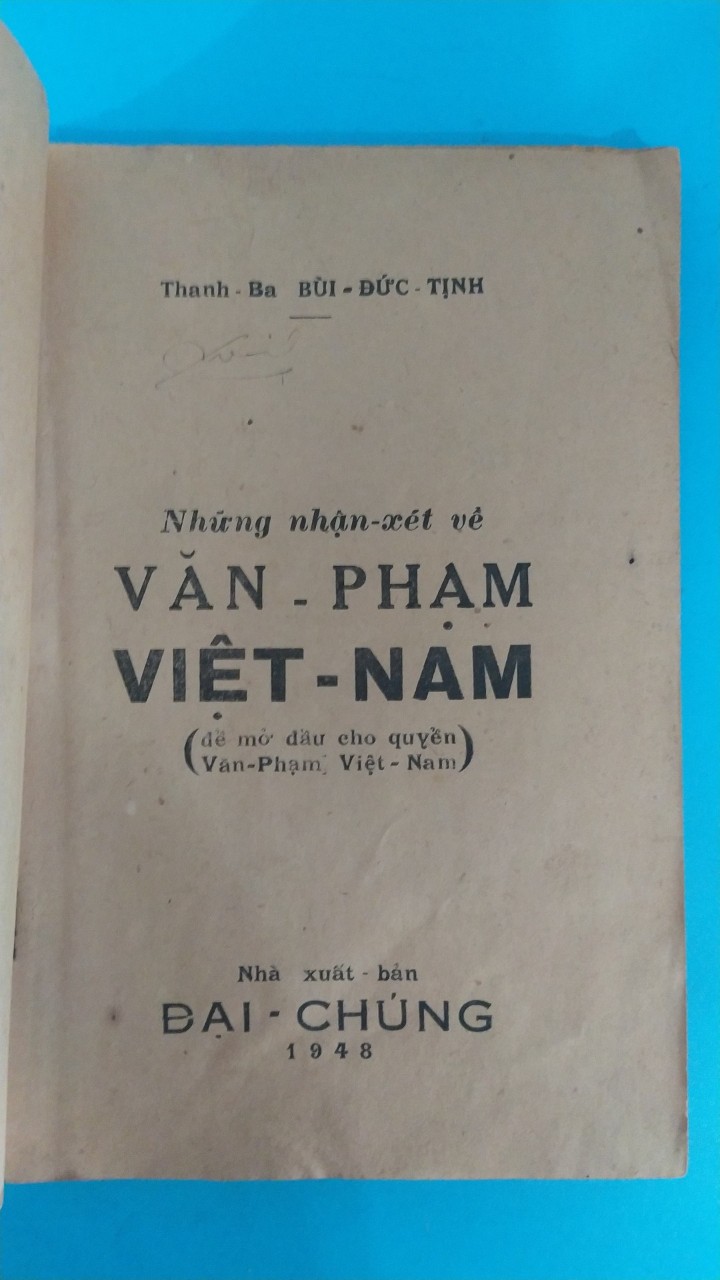 Thanh - Ba BÙI - ĐỨC - TỊNH
Những nhận-xét về
VĂN - PHẠM
VIỆT - NAM
(để mở đầu cho quyển
Văn-Phạm Việt - Nam)
Nhà xuất - bản
ĐẠI - CHÚNG
1948